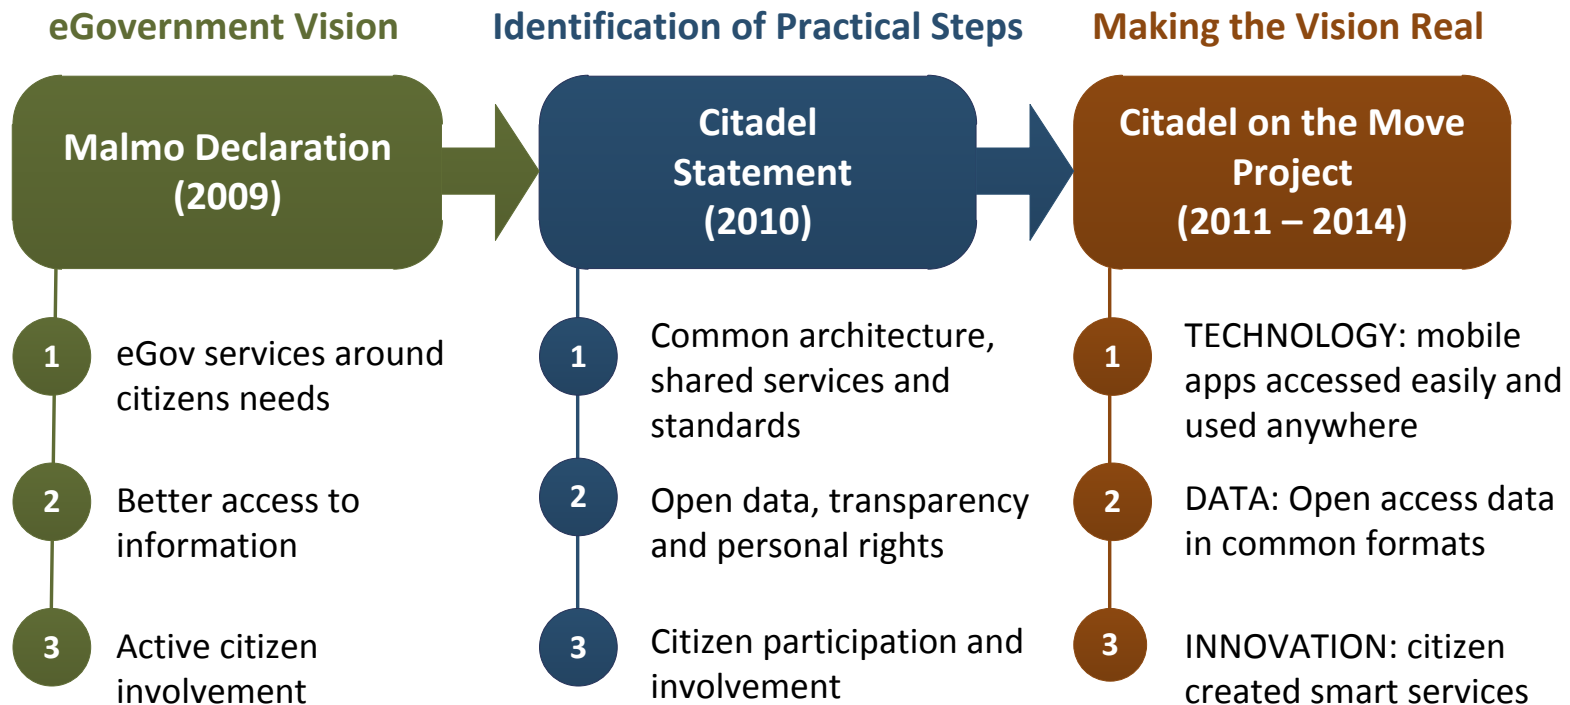 eGovernment Vision
Malmo Declaration
(2009)
1
eGov services around
citizens needs
2
Better access to
information
3
Active citizen
involvement
Identification of Practical Steps
Citadel
Statement
(2010)
1
Common architecture,
shared services and
standards
2
Open data, transparency
and personal rights
3
Citizen participation and
involvement
Making the Vision Real
Citadel on the Move
Project
(2011 – 2014)
1
TECHNOLOGY: mobile
apps accessed easily and
used anywhere
2
DATA: Open access data
in common formats
3
INNOVATION: citizen
created smart services